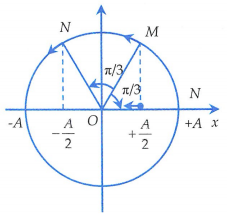 N M
π/3
π/3
N
-A -A/2 O +A/2 +A x